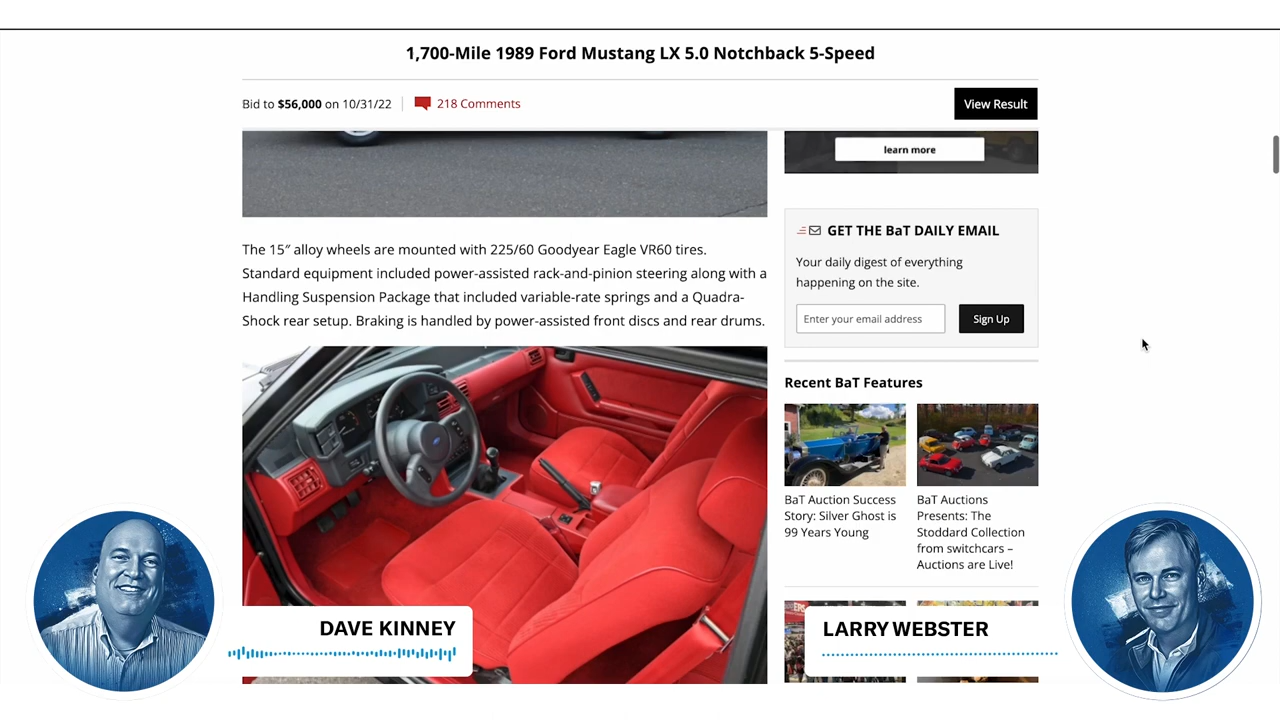 1,700-Mile 1989 Ford Mustang LX 5.0 Notchback 5-Speed
Bid to $56,000 on 10/31/22
218 Comments
View Result
learn more
The 15″ alloy wheels are mounted with 225/60 Goodyear Eagle VR60 tires.
Standard equipment included power-assisted rack-and-pinion steering along with a
Handling Suspension Package that included variable-rate springs and a Quadra-
Shock rear setup. Braking is handled by power-assisted front discs and rear drums.
GET THE BaT DAILY EMAIL
Your daily digest of everything
happening on the site.
Enter your email address
Sign Up
Recent BaT Features
BaT Auction Success
Story: Silver Ghost is
99 Years Young
BaT Auctions
Presents: The
Stoddard Collection
from switchcars –
Auctions are Live!
DAVE KINNEY
LARRY WEBSTER